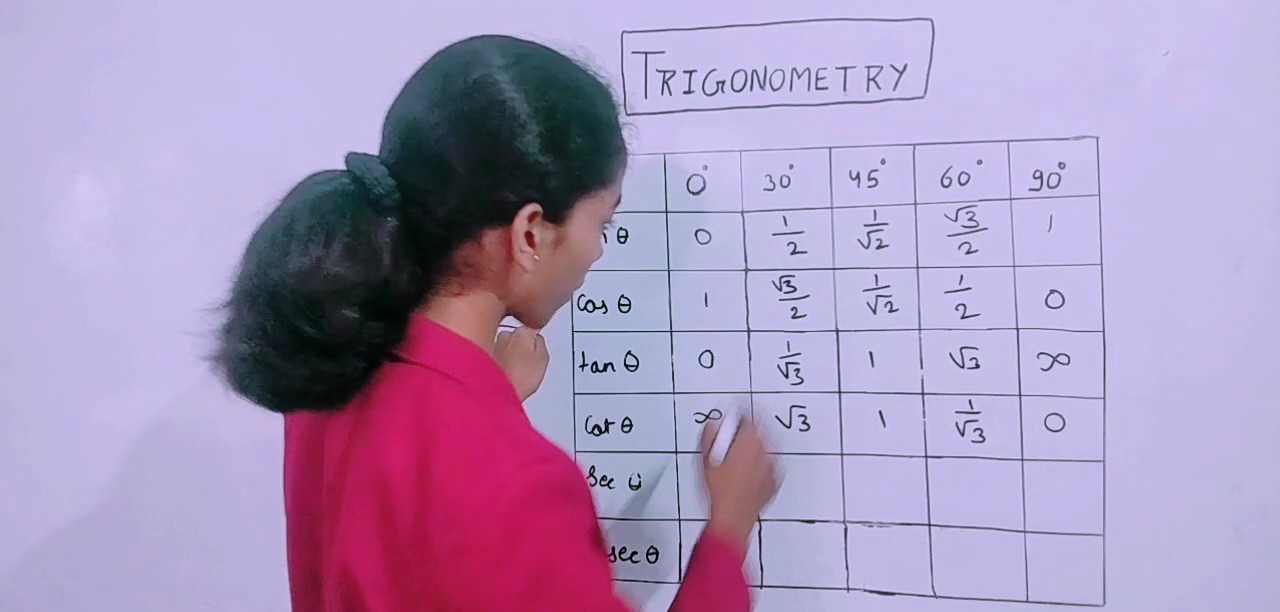 TRIGONOMETRY
0° 30° 45° 60° 90°
θ 0 1/2 1/√2 √3/2 1
Cos θ 1 √3/2 1/√2 1/2 0
tan θ 0 1/√3 1 √3 ∞
Cot θ ∞ √3 1 1/√3 0
Sec θ
sec θ